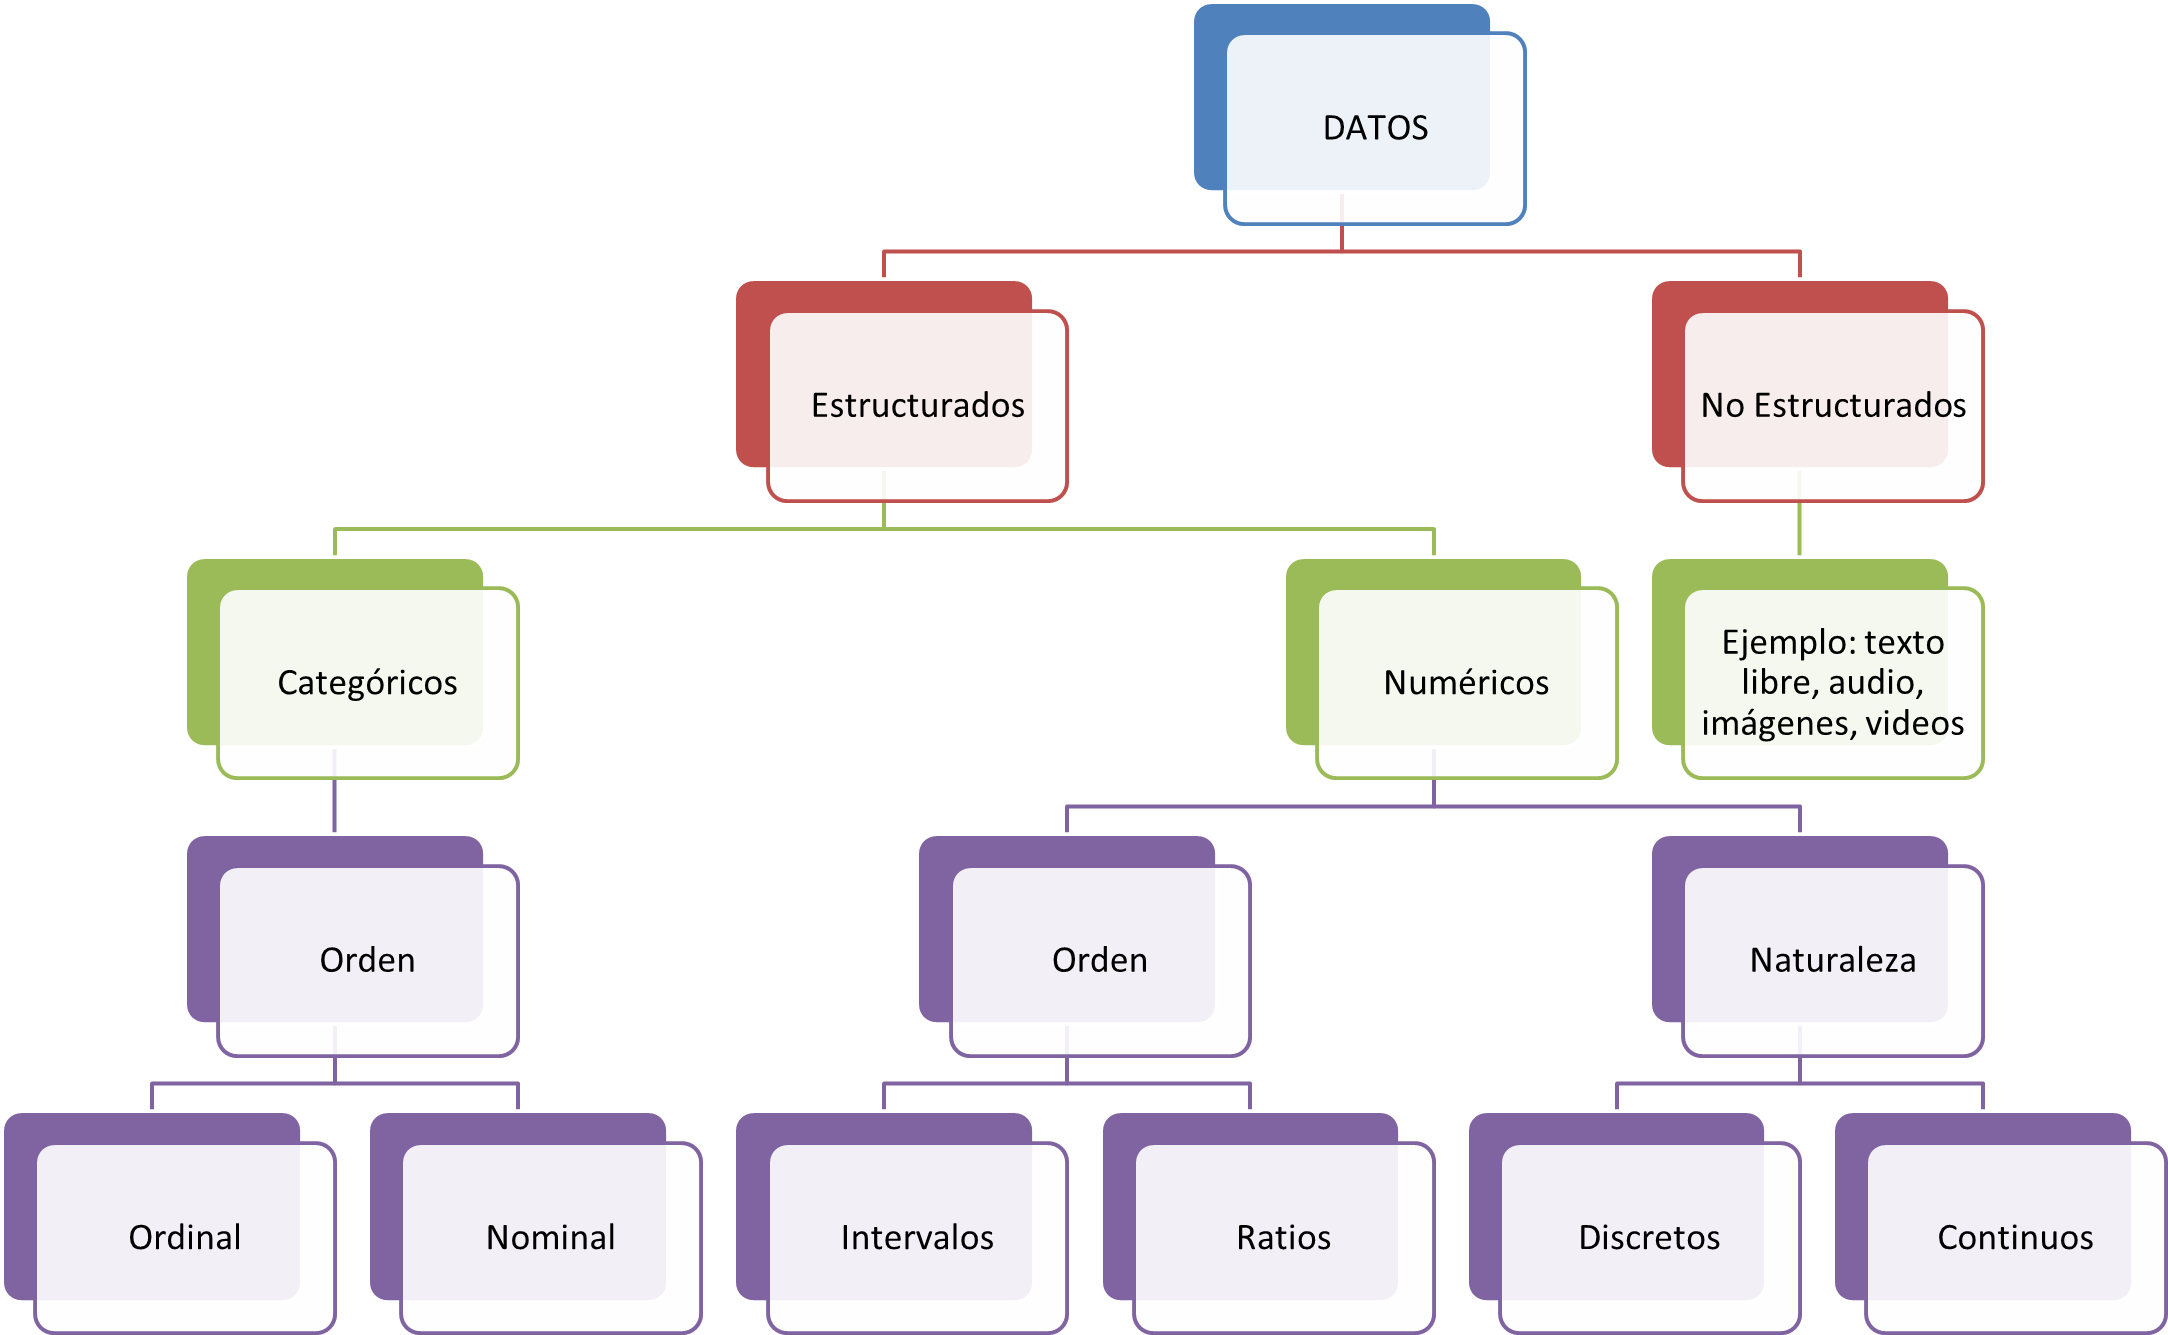 DATOS
Estructurados
No Estructurados
Categóricos
Numéricos
Ejemplo: texto
libre, audio,
imágenes, videos
Orden
Orden
Naturaleza
Ordinal
Nominal
Intervalos
Ratios
Discretos
Continuos